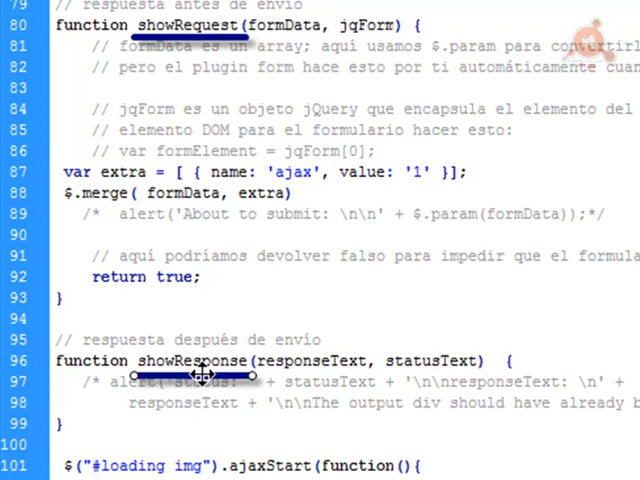 79 // respuesta antes de envío
80 function showRequest(formData, jqForm) {
81 // formData es un array; aquí usamos $.param para convertirl
82 // pero el plugin form hace esto por ti automáticamente cuan
83
84 // jqForm es un objeto jQuery que encapsula el elemento del
85 // elemento DOM para el formulario hacer esto:
86 // var formElement = jqForm[0];
87 var extra = [ { name: 'ajax', value: '1' }];
88 $.merge( formData, extra)
89 /* alert('About to submit: \n\n' + $.param(formData));*/
90
91 // aquí podríamos devolver falso para impedir que el formula
92 return true;
93 }
94
95 // respuesta después de envío
96 function showResponse(responseText, statusText) {
97 /* alert('status: + statusText + '\n\nresponseText: \n' +
98 responseText + '\n\nThe output div should have already b
99 }
100
101 $("#loading img").ajaxStart(function(){